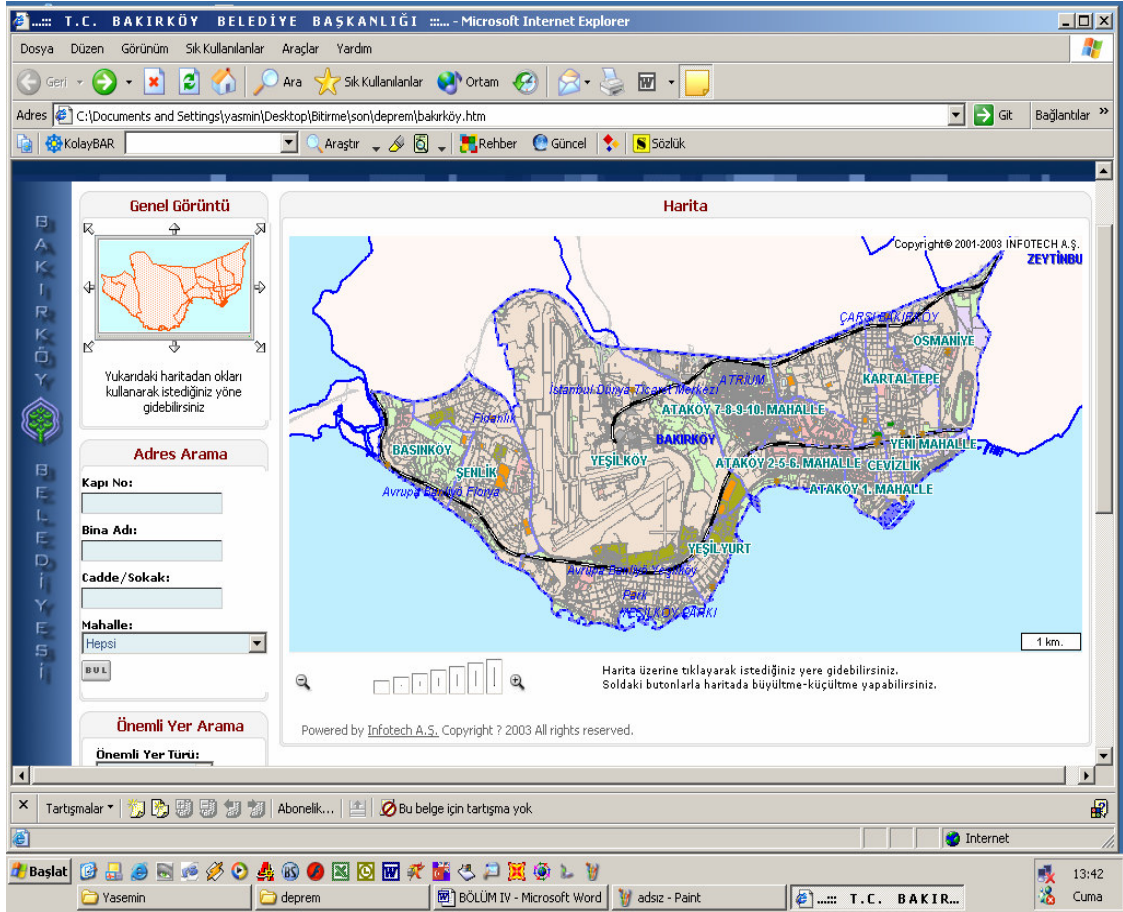 ...::: T.C. BAKIRKÖY BELEDİYE BAŞKANLIĞI :::... - Microsoft Internet Explorer
Dosya Düzen Görünüm Sık Kullanılanlar Araçlar Yardım
Geri Ara Sık Kullanılanlar Ortam
Adres C:\Documents and Settings\yasmin\Desktop\Bitirme\son\deprem\bakırköy.htm Git Bağlantılar »
KolayBAR Araştır Rehber Güncel Sözlük
BAKIRKÖY BELEDİYESİ
Genel Görüntü
Yukarıdaki haritadan okları
kullanarak istediğiniz yöne
gidebilirsiniz
Adres Arama
Kapı No:
Bina Adı:
Cadde/Sokak:
Mahalle:
Hepsi
BUL
Önemli Yer Arama
Önemli Yer Türü:
Harita
Copyright© 2001-2003 INFOTECH A.Ş.
ZEYTİNBU
ÇARŞI BAKIRKÖY
OSMANİYE
ATRIUM
KARTALTEPE
İstanbul Dünya Ticaret Merkezi
Fidanlık
ATAKÖY 7-8-9-10. MAHALLE
BAKIRKÖY
YENİ MAHALLE
BASINKÖY
YEŞİLKÖY
ATAKÖY 2-5-6. MAHALLE
CEVİZLİK
ŞENLİK
Avrupa Banliyö Florya
ATAKÖY 1. MAHALLE
YEŞİLYURT
Avrupa Banliyö Yeşilköy
Park
YEŞİLKÖY PARKI
1 km.
Harita üzerine tıklayarak istediğiniz yere gidebilirsiniz.
Soldaki butonlarla haritada büyültme-küçültme yapabilirsiniz.
Powered by Infotech A.Ş. Copyright ? 2003 All rights reserved.
Tartışmalar Abonelik... Bu belge için tartışma yok
Internet
Başlat
13:42
Yasemin deprem BÖLÜM IV - Microsoft Word adsız - Paint ...::: T.C. BAKIR...
Cuma